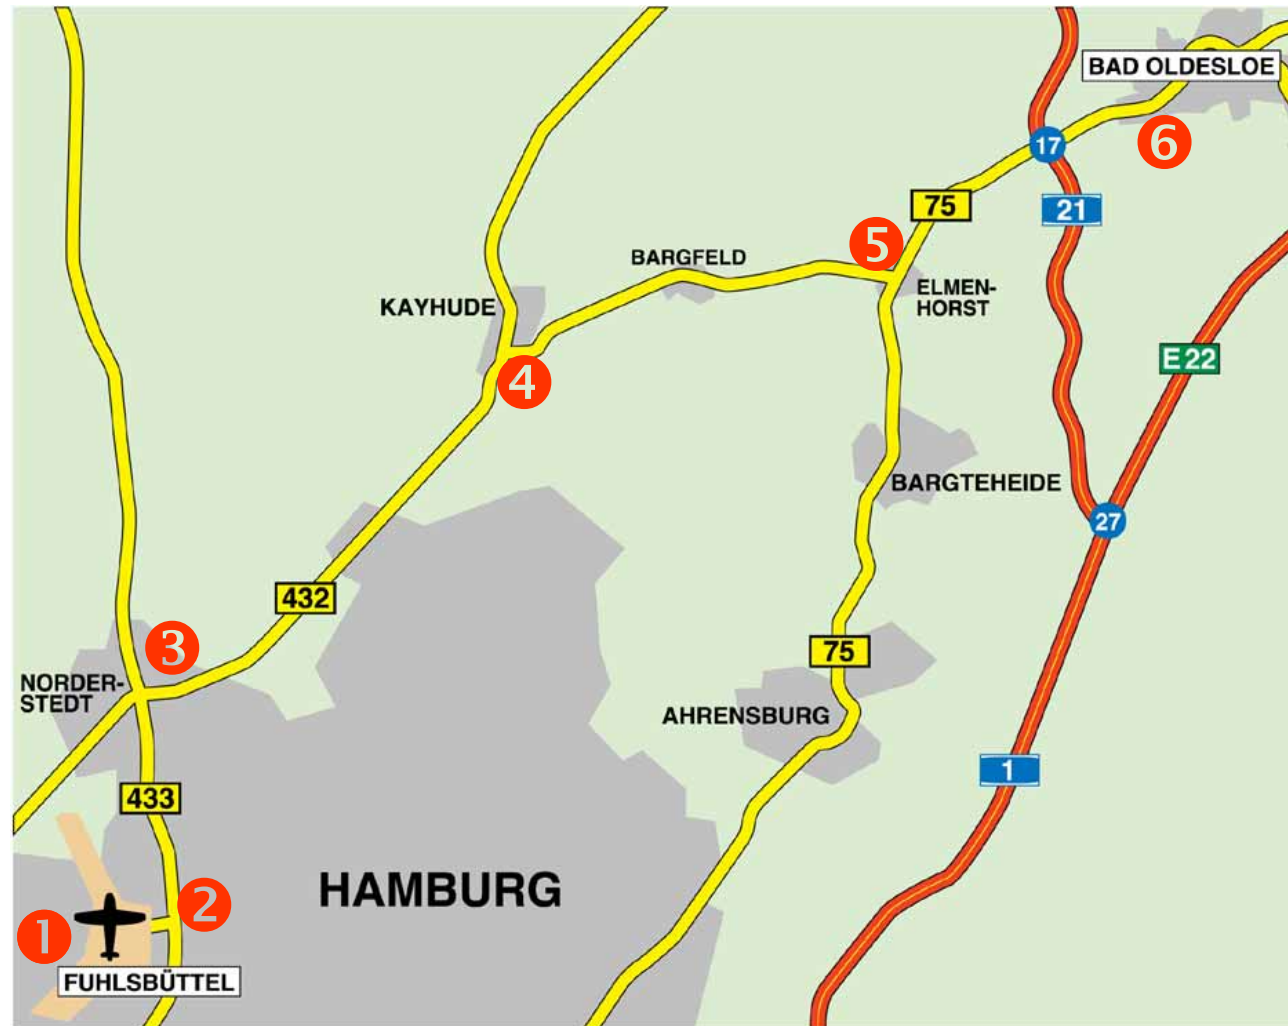 BAD OLDESLOE
6
17
75
21
5
BARGFELD
ELMEN-
HORST
KAYHUDE
E 22
4
BARGTEHEIDE
27
432
3
75
NORDER-
STEDT
AHRENSBURG
1
433
HAMBURG
2
1
FUHLSBÜTTEL